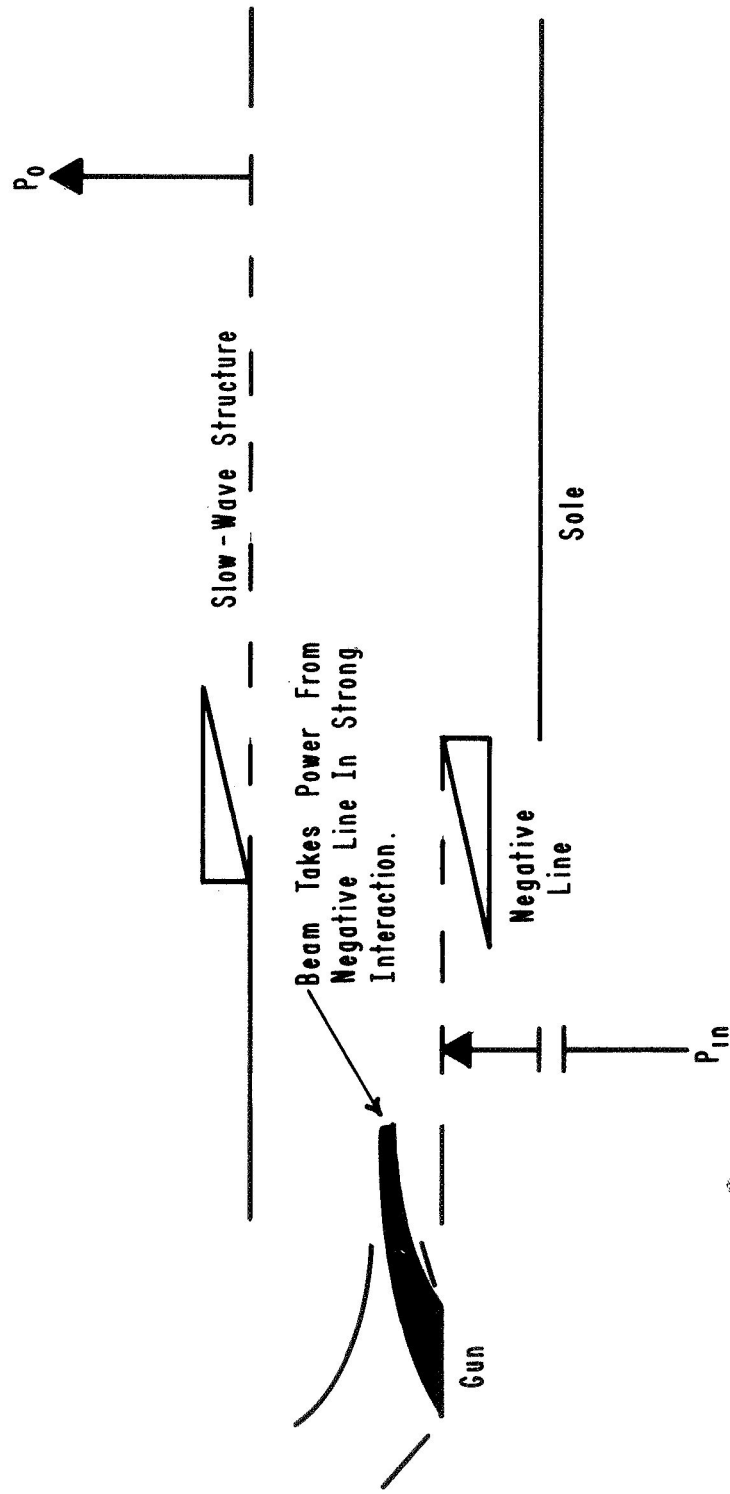 P0
Slow-Wave Structure
Beam Takes Power From
Negative Line In Strong
Interaction.
Sole
Negative
Line
Pin
Gun